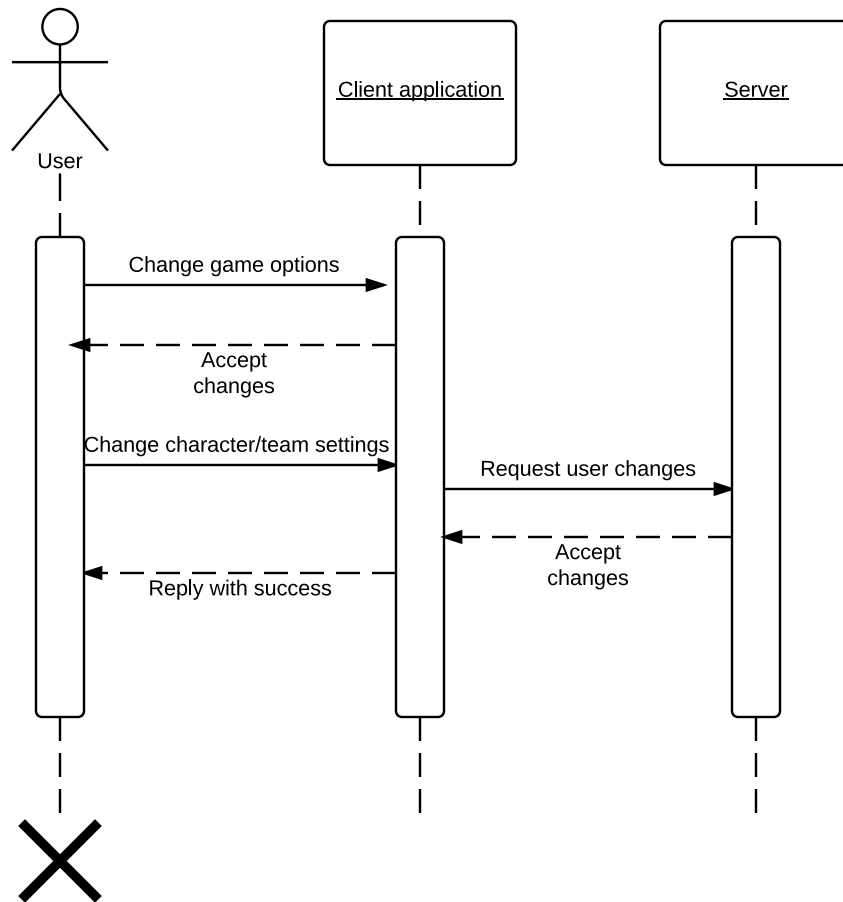 Client application
Server
User
Change game options
Accept
changes
Change character/team settings
Request user changes
Accept
changes
Reply with success